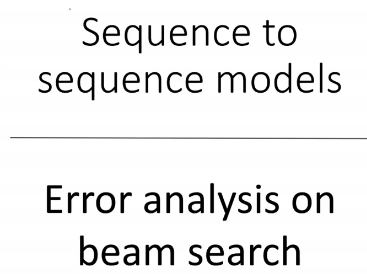 Sequence to
sequence models
Error analysis on
beam search